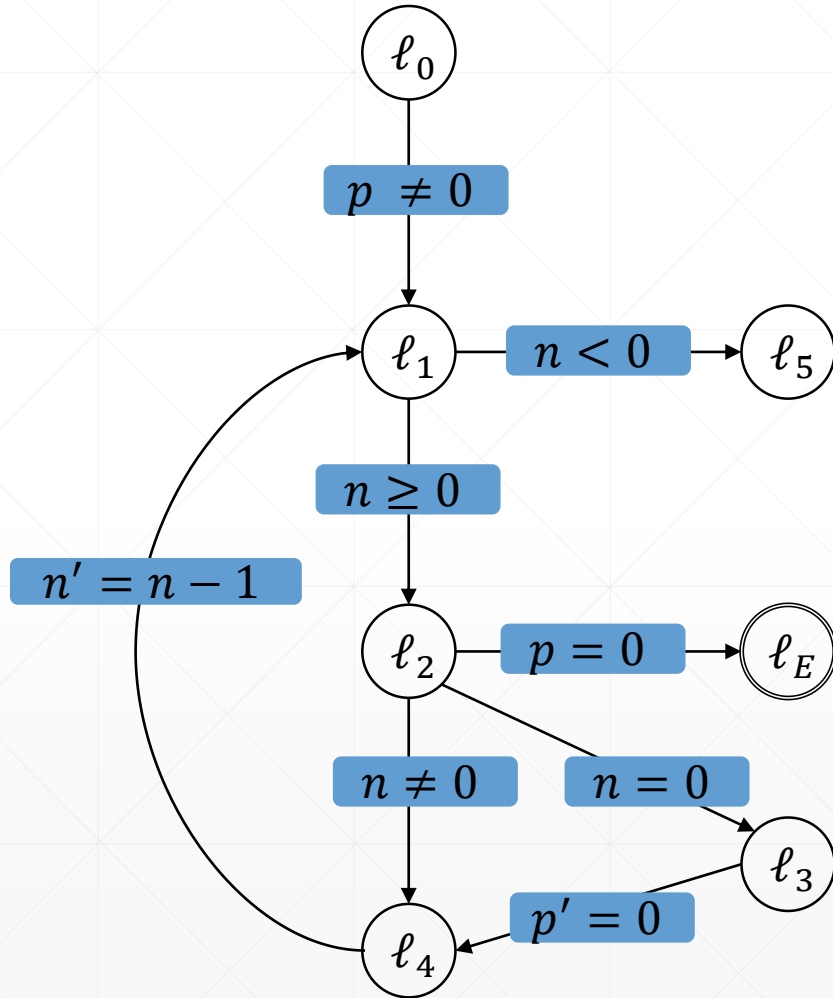 ℓ0
p ≠ 0
ℓ1
n < 0
ℓ5
n ≥ 0
n′ = n − 1
ℓ2
p = 0
ℓE
n ≠ 0
n = 0
ℓ3
p′ = 0
ℓ4